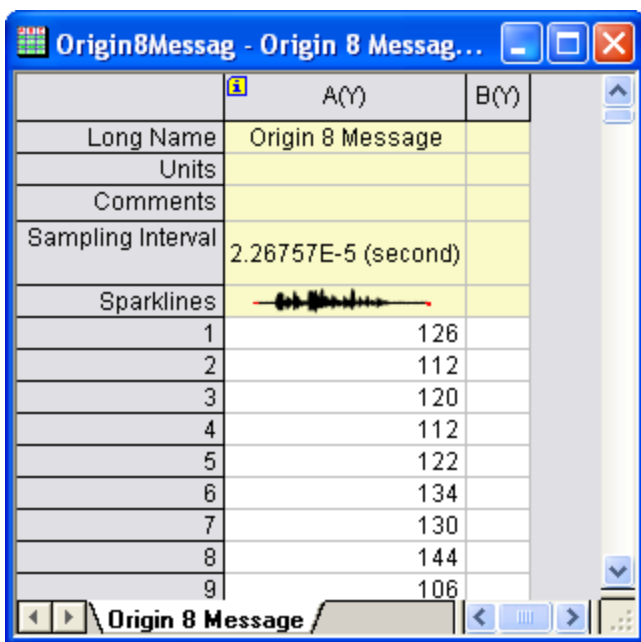 Origin8Messag - Origin 8 Messag...
A(Y) B(Y)
Long Name Origin 8 Message
Units
Comments
Sampling Interval 2.26757E-5 (second)
Sparklines
1 126
2 112
3 120
4 112
5 122
6 134
7 130
8 144
9 106
Origin 8 Message